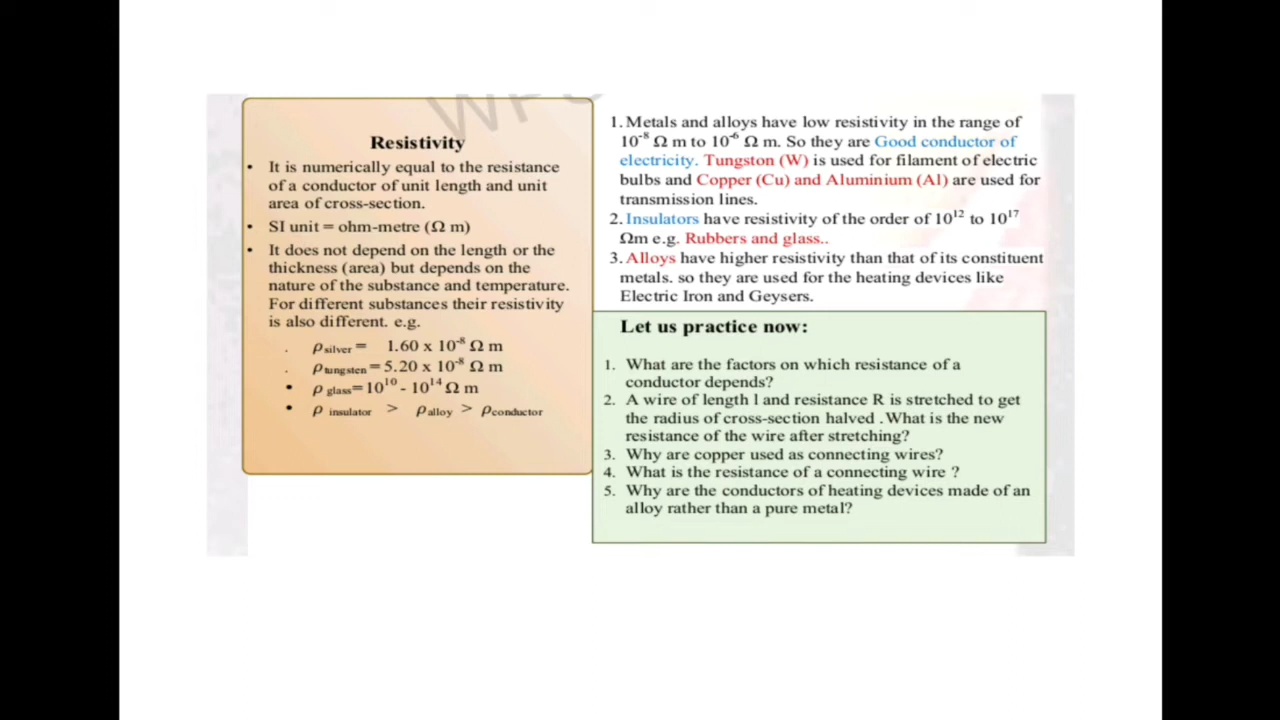 Resistivity
• It is numerically equal to the resistance
of a conductor of unit length and unit
area of cross-section.
• SI unit = ohm-metre (Ω m)
• It does not depend on the length or the
thickness (area) but depends on the
nature of the substance and temperature.
For different substances their resistivity
is also different. e.g.
. ρsilver = 1.60 x 10⁻⁸ Ω m
. ρtungsten = 5.20 x 10⁻⁸ Ω m
• ρ glass=10¹⁰ - 10¹⁴ Ω m
• ρ insulator > ρalloy > ρconductor
1. Metals and alloys have low resistivity in the range of
10⁻⁸ Ω m to 10⁻⁶ Ω m. So they are Good conductor of
electricity. Tungston (W) is used for filament of electric
bulbs and Copper (Cu) and Aluminium (Al) are used for
transmission lines.
2. Insulators have resistivity of the order of 10¹² to 10¹⁷
Ωm e.g. Rubbers and glass..
3. Alloys have higher resistivity than that of its constituent
metals. so they are used for the heating devices like
Electric Iron and Geysers.
Let us practice now:
1. What are the factors on which resistance of a
conductor depends?
2. A wire of length l and resistance R is stretched to get
the radius of cross-section halved .What is the new
resistance of the wire after stretching?
3. Why are copper used as connecting wires?
4. What is the resistance of a connecting wire ?
5. Why are the conductors of heating devices made of an
alloy rather than a pure metal?